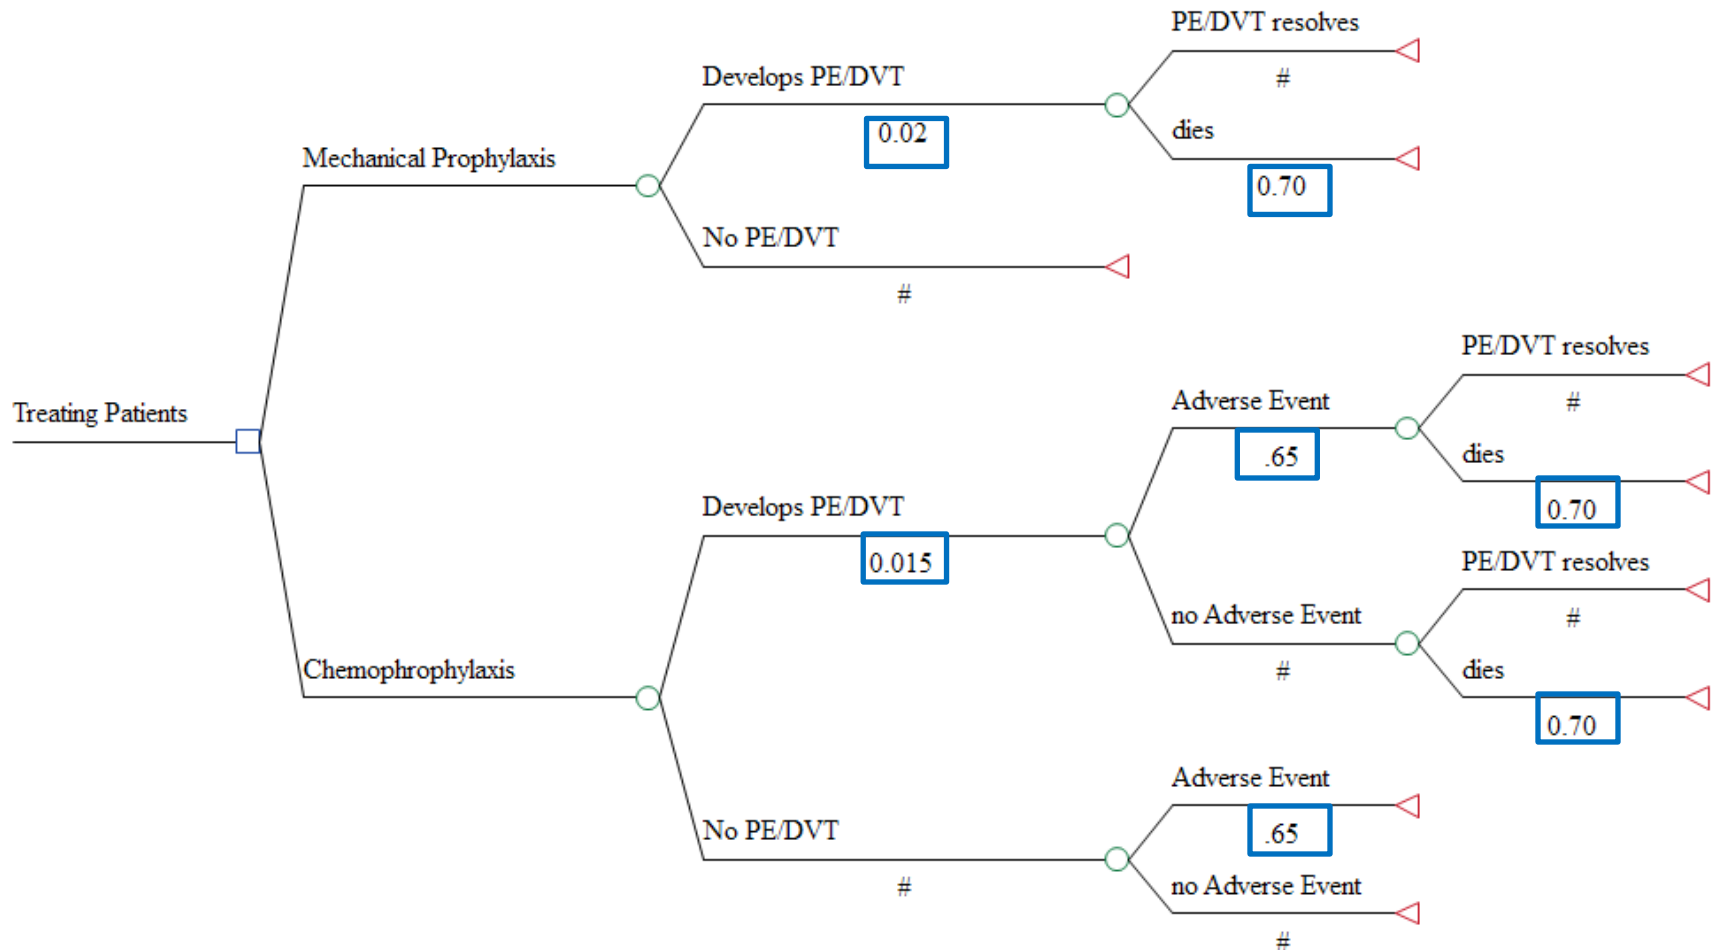 PE/DVT resolves
#
Develops PE/DVT
0.02
dies
0.70
Mechanical Prophylaxis
No PE/DVT
#
PE/DVT resolves
#
Treating Patients
Adverse Event
.65
dies
0.70
Develops PE/DVT
0.015
PE/DVT resolves
#
no Adverse Event
#
dies
0.70
Chemophrophylaxis
Adverse Event
.65
No PE/DVT
#
no Adverse Event
#